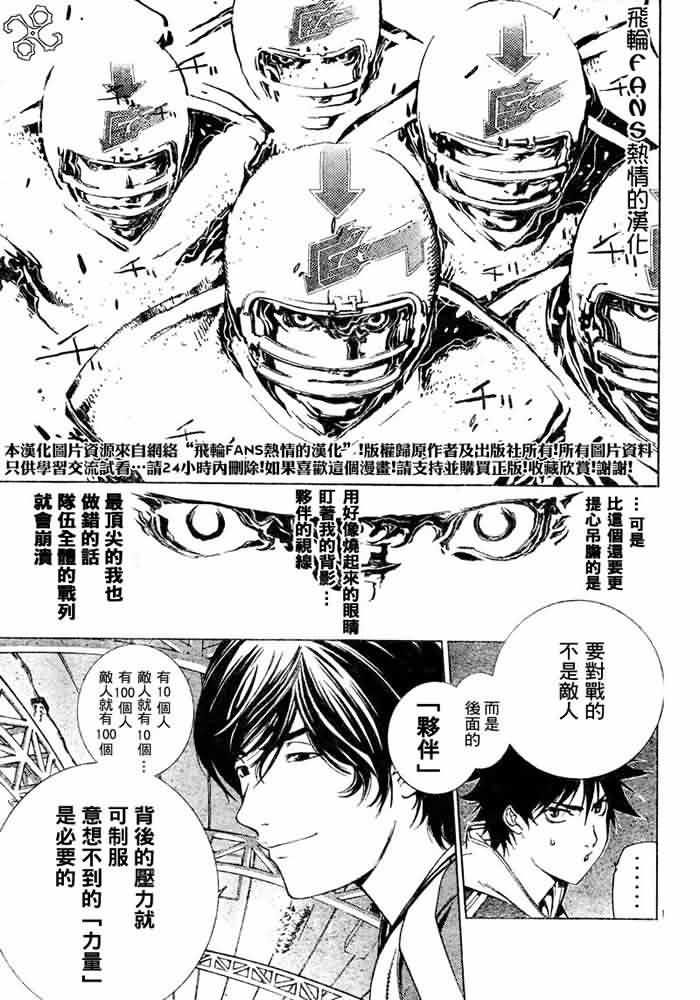 飛輪FANS熱情的漢化
チッ
チッ
チッ
チッ
本漢化圖片資源來自網絡“飛輪FANS熱情的漢化”!版權歸原作者及出版社所有!所有圖片資料
只供學習交流試看…請24小時內刪除!如果喜歡這個漫畫!請支持並購買正版!收藏欣賞!謝謝!
…可是
比這個還要更
提心吊膽的是
用好像燒起來的眼睛
盯著我的背影…
夥伴的視線
最頂尖的我也
做錯的話
隊伍全體的戰列
就會崩潰
要對戰的
不是敵人
而是
後面的
「夥伴」
……
有10個人
敵人就有10個…
有100個人
敵人就有100個
背後的壓力就
可制服
意想不到的「力量」
是必要的